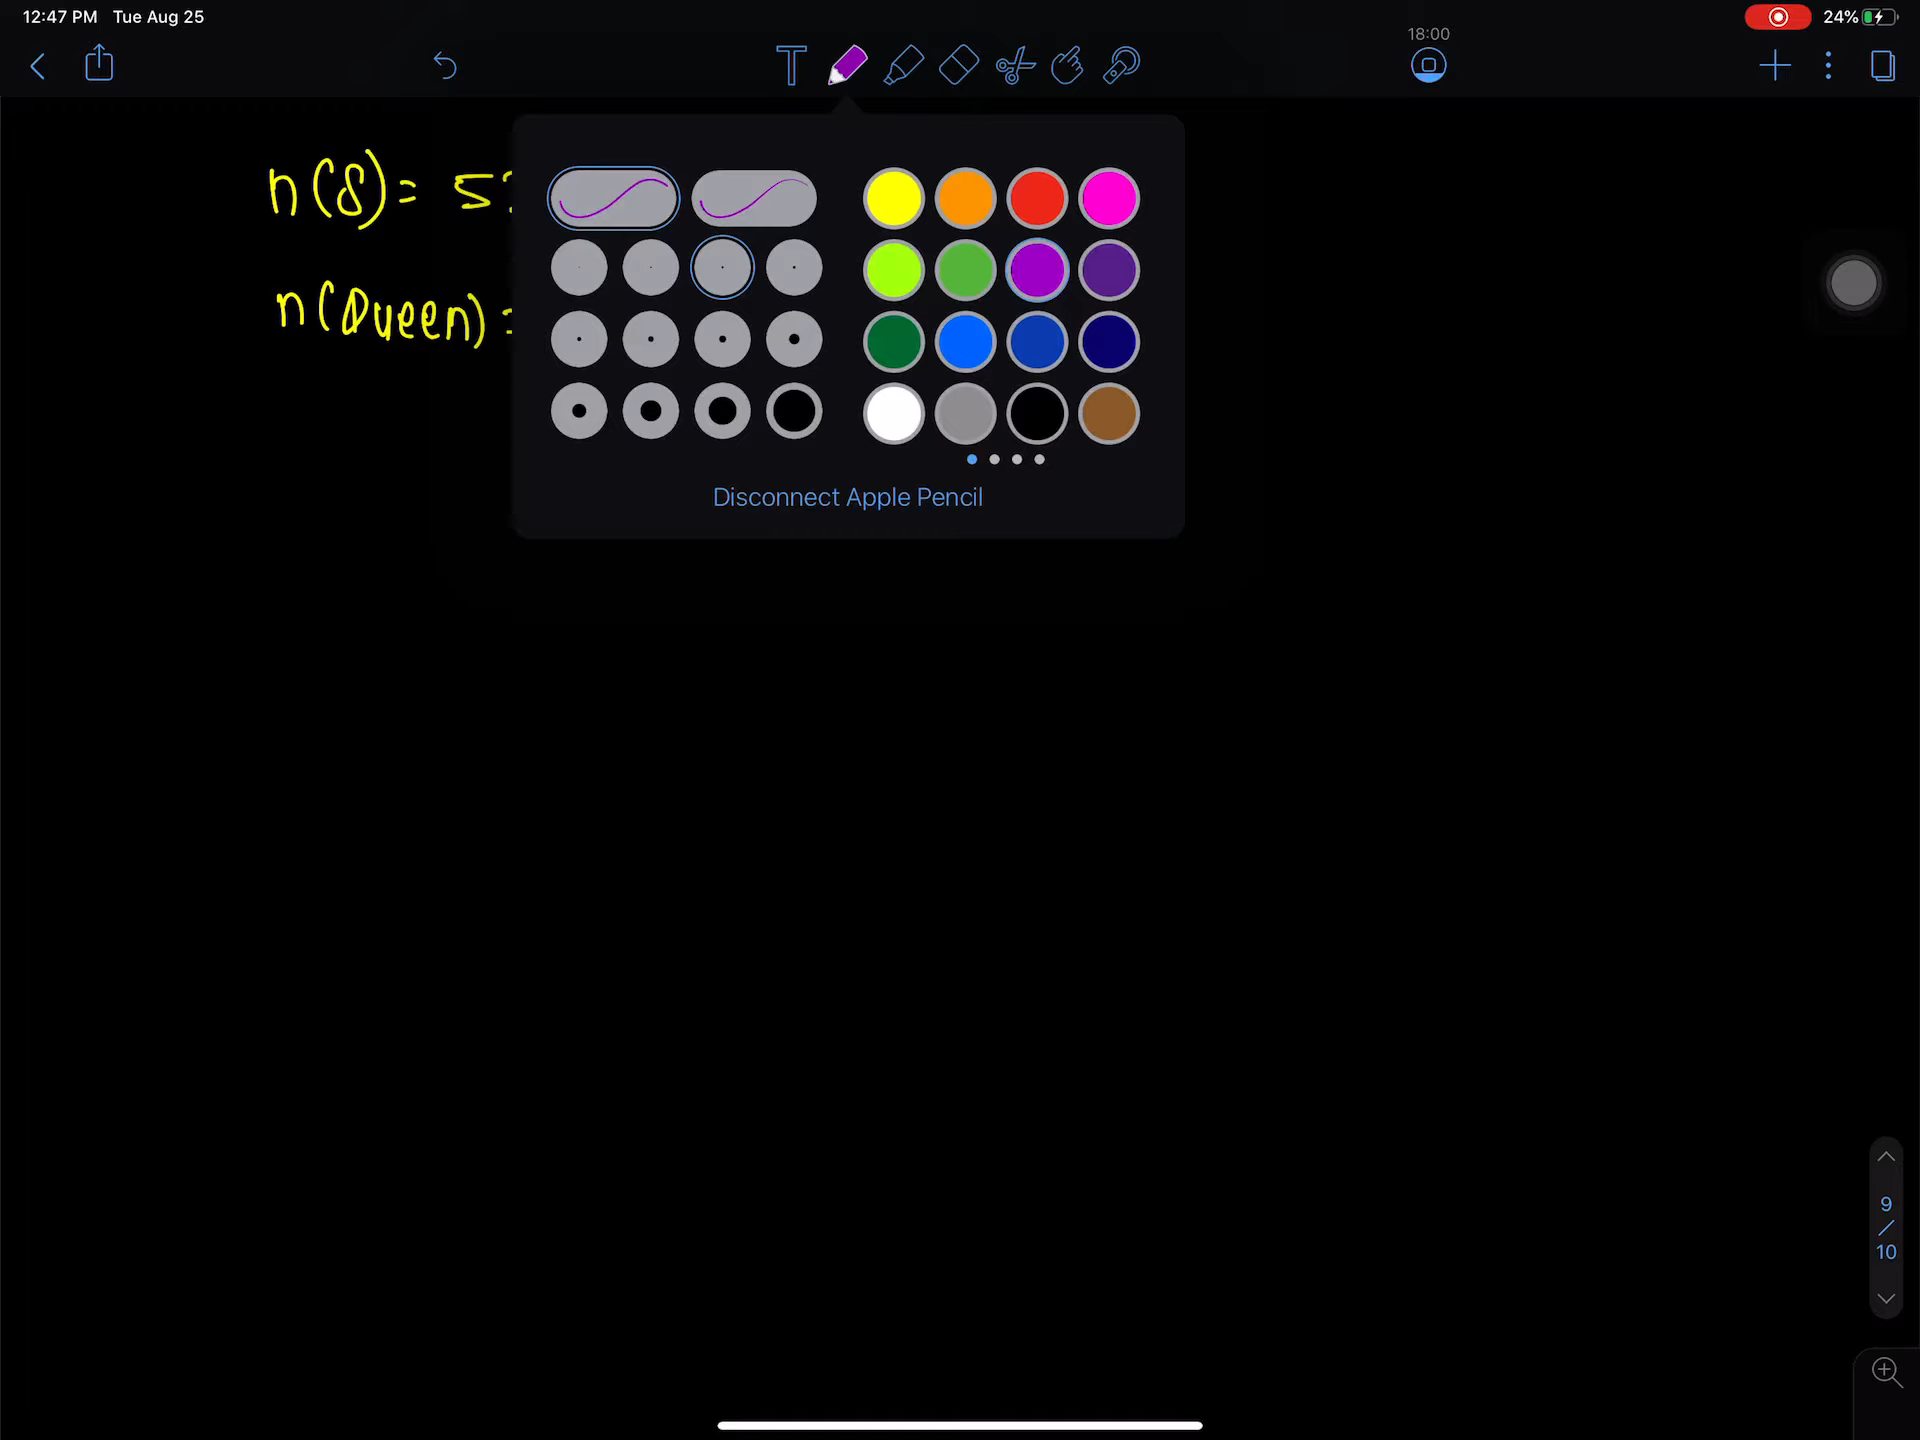 12:47 PM Tue Aug 25
24%
18:00
n(S) = 5
n(Queen) =
Disconnect Apple Pencil
9
/
10